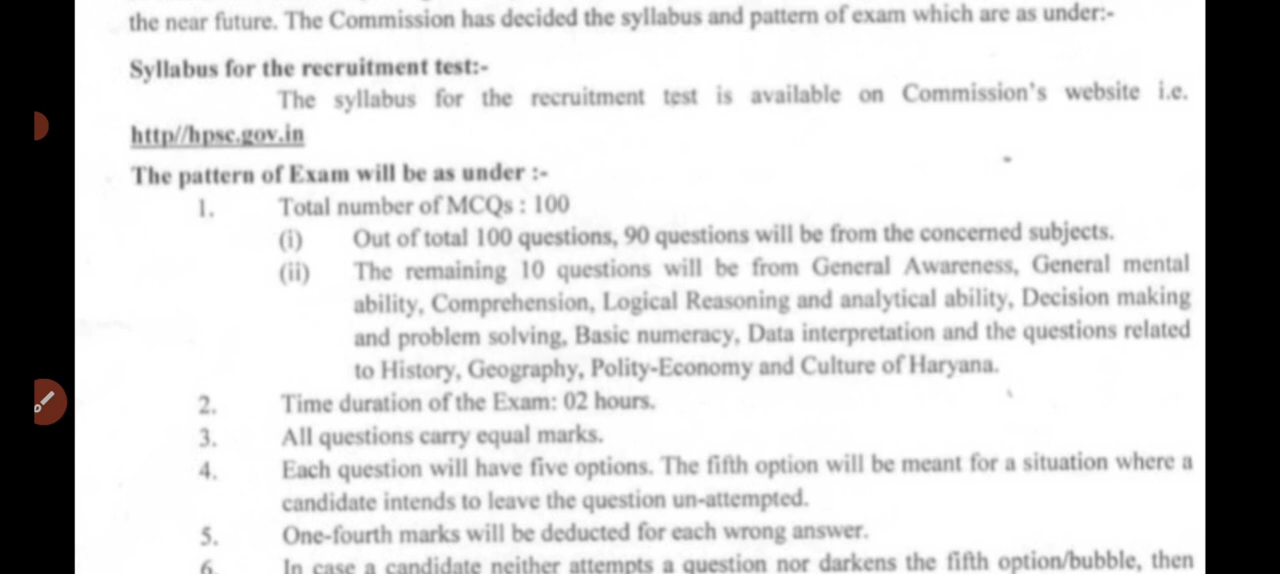 the near future. The Commission has decided the syllabus and pattern of exam which are as under:-
Syllabus for the recruitment test:-
The syllabus for the recruitment test is available on Commission's website i.e.
http//hpsc.gov.in
The pattern of Exam will be as under :-
1. Total number of MCQs : 100
(i) Out of total 100 questions, 90 questions will be from the concerned subjects.
(ii) The remaining 10 questions will be from General Awareness, General mental
ability, Comprehension, Logical Reasoning and analytical ability, Decision making
and problem solving, Basic numeracy, Data interpretation and the questions related
to History, Geography, Polity-Economy and Culture of Haryana.
2. Time duration of the Exam: 02 hours.
3. All questions carry equal marks.
4. Each question will have five options. The fifth option will be meant for a situation where a
candidate intends to leave the question un-attempted.
5. One-fourth marks will be deducted for each wrong answer.
6. In case a candidate neither attempts a question nor darkens the fifth option/bubble, then